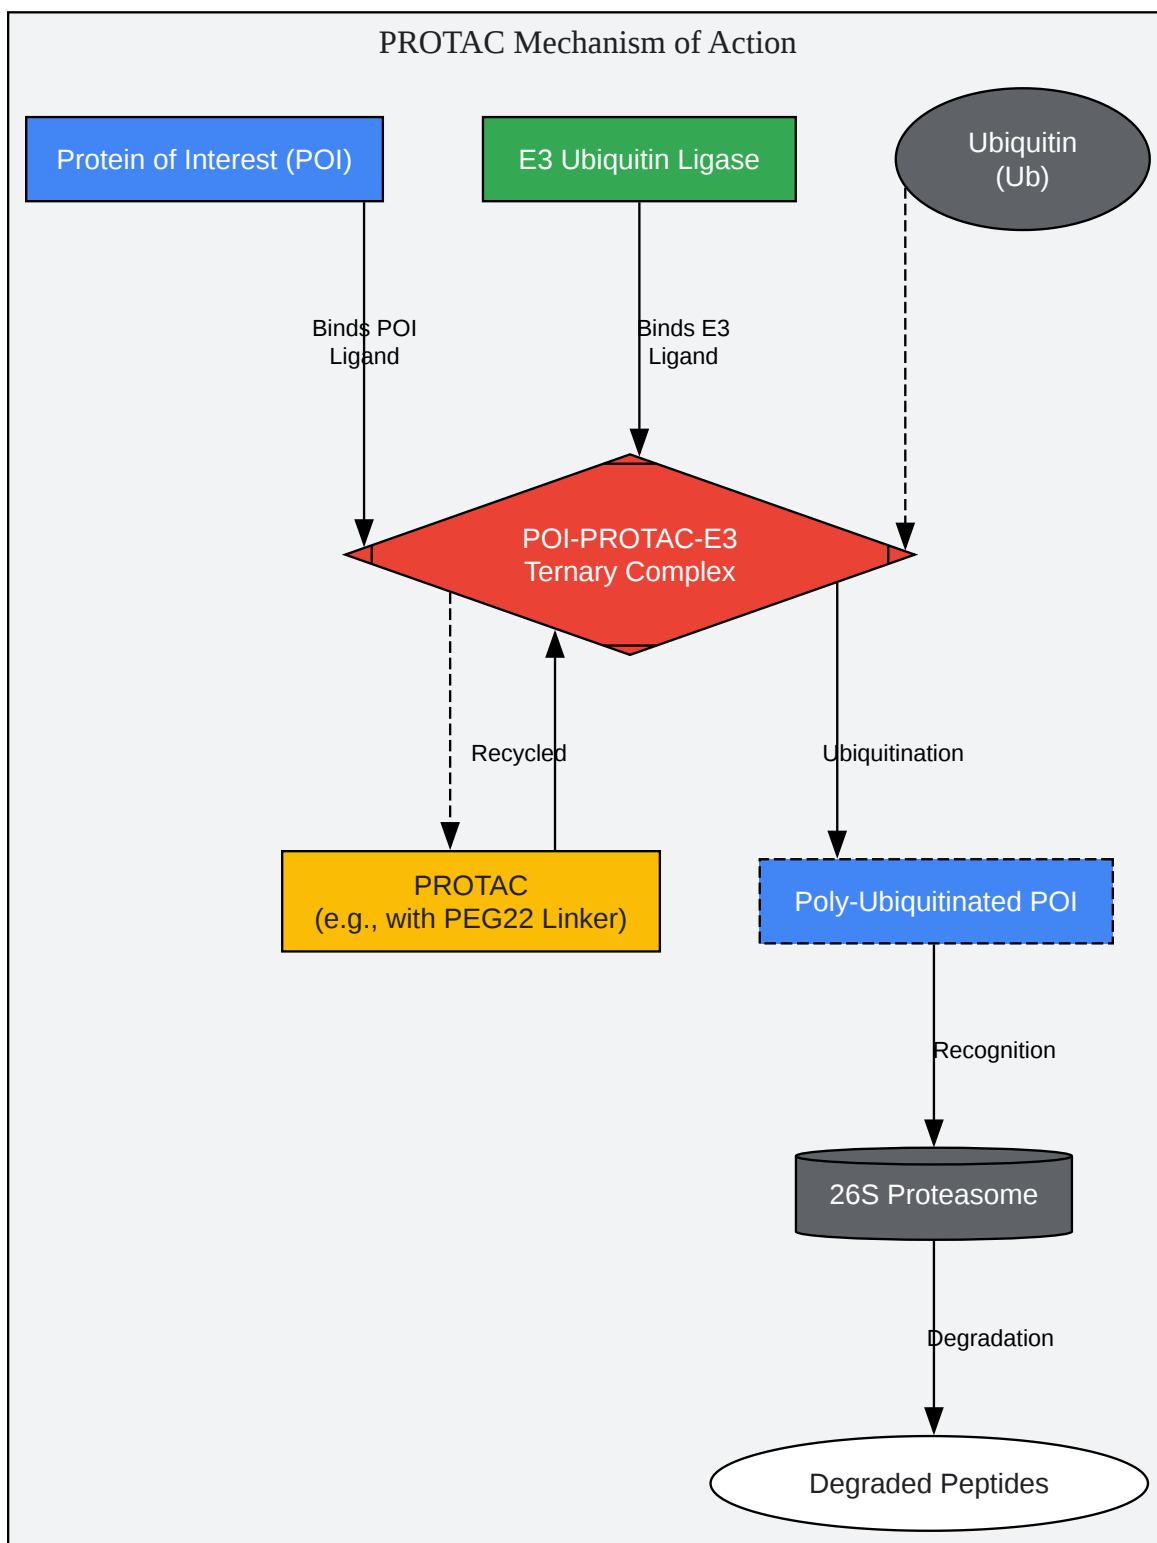 PROTAC Mechanism of Action
Protein of Interest (POI)
E3 Ubiquitin Ligase
Ubiquitin
(Ub)
Binds POI
Ligand
Binds E3
Ligand
POI-PROTAC-E3
Ternary Complex
Recycled
Ubiquitination
PROTAC
(e.g., with PEG22 Linker)
Poly-Ubiquitinated POI
Recognition
26S Proteasome
Degradation
Degraded Peptides